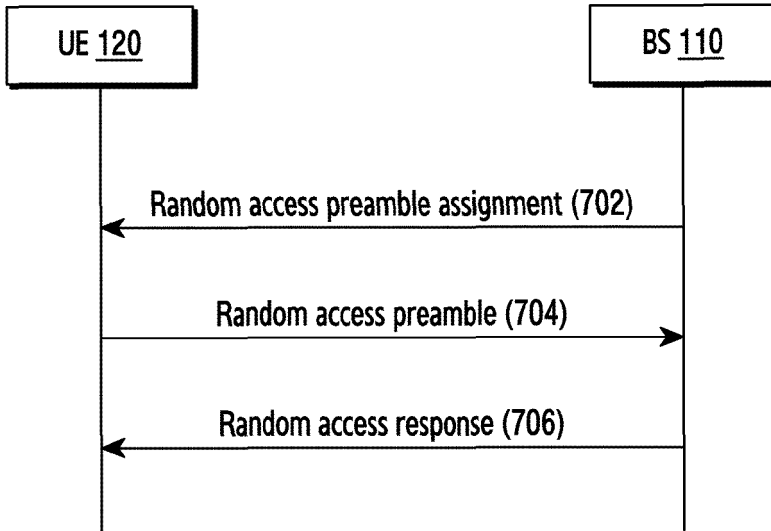 UE 120
BS 110
Random access preamble assignment (702)
Random access preamble (704)
Random access response (706)